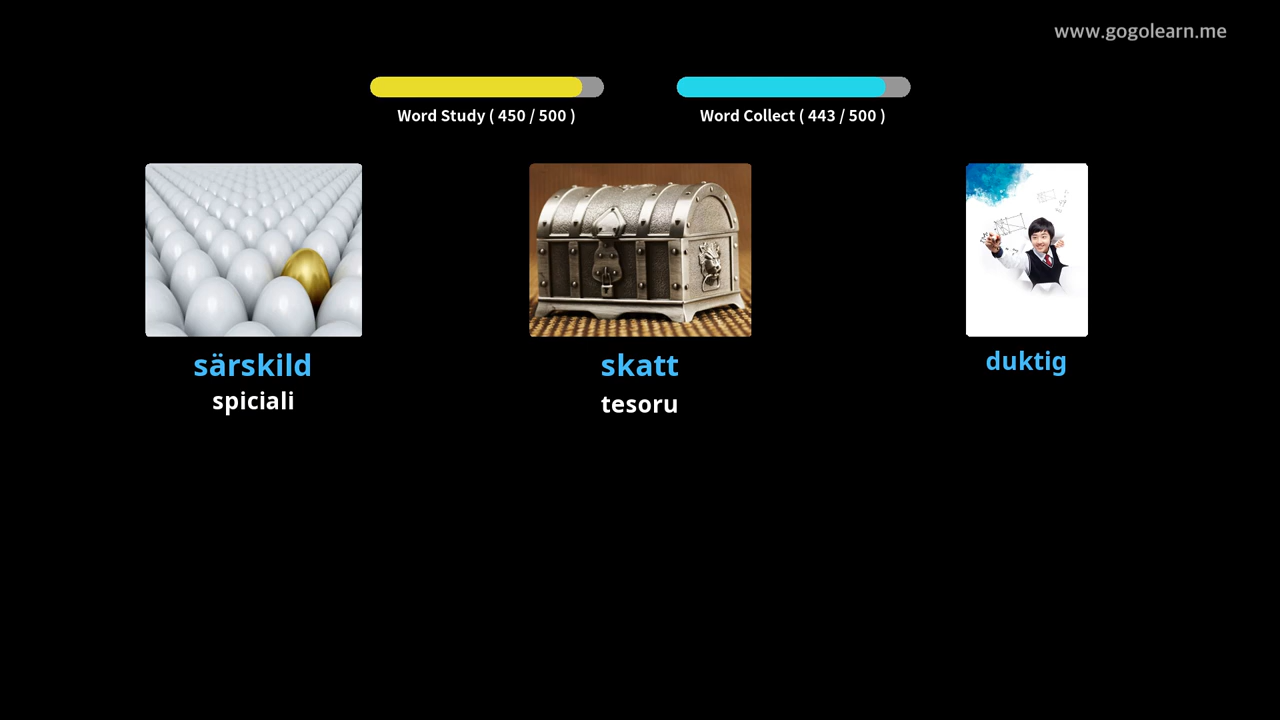 www.gogolearn.me
Word Study ( 450 / 500 )
Word Collect ( 443 / 500 )
särskild
spiciali
skatt
tesoru
duktig